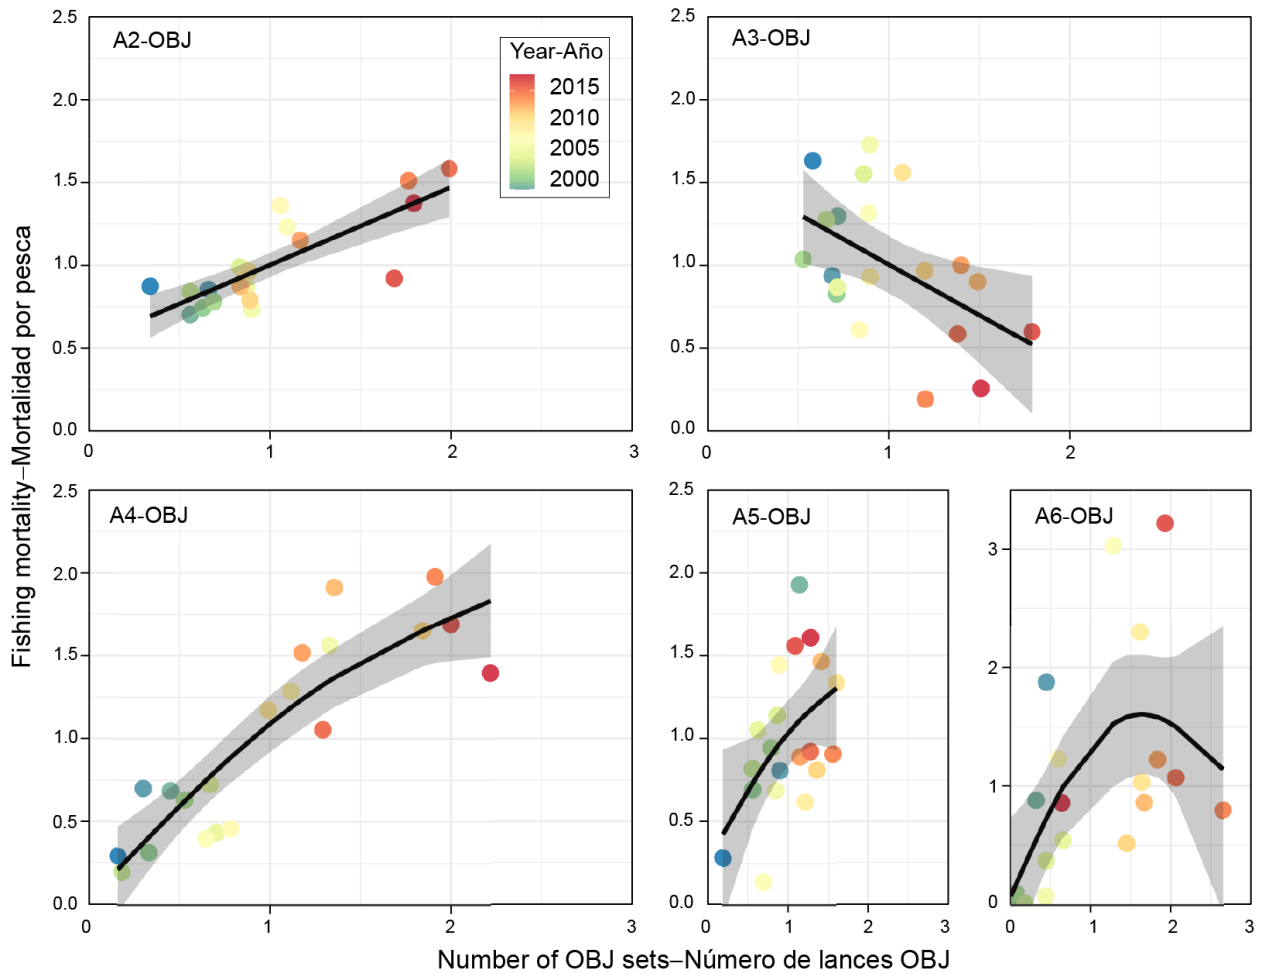 Fishing mortality–Mortalidad por pesca
A2-OBJ
Year-Año
2015
2010
2005
2000
2.5
2.0
1.5
1.0
0.5
0.0
0 1 2 3
A3-OBJ
2.5
2.0
1.5
1.0
0.5
0.0
0 1 2
A4-OBJ
2.5
2.0
1.5
1.0
0.5
0.0
0 1 2 3
A5-OBJ
2.5
2.0
1.5
1.0
0.5
0.0
0 1 2 3
A6-OBJ
3
2
1
0
0 1 2 3
Number of OBJ sets–Número de lances OBJ